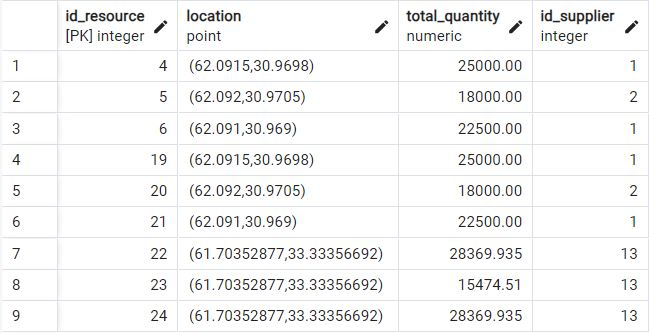 id_resource location total_quantity id_supplier
[PK] integer point numeric integer
1 4 (62.0915,30.9698) 25000.00 1
2 5 (62.092,30.9705) 18000.00 2
3 6 (62.091,30.969) 22500.00 1
4 19 (62.0915,30.9698) 25000.00 1
5 20 (62.092,30.9705) 18000.00 2
6 21 (62.091,30.969) 22500.00 1
7 22 (61.70352877,33.33356692) 28369.935 13
8 23 (61.70352877,33.33356692) 15474.51 13
9 24 (61.70352877,33.33356692) 28369.935 13